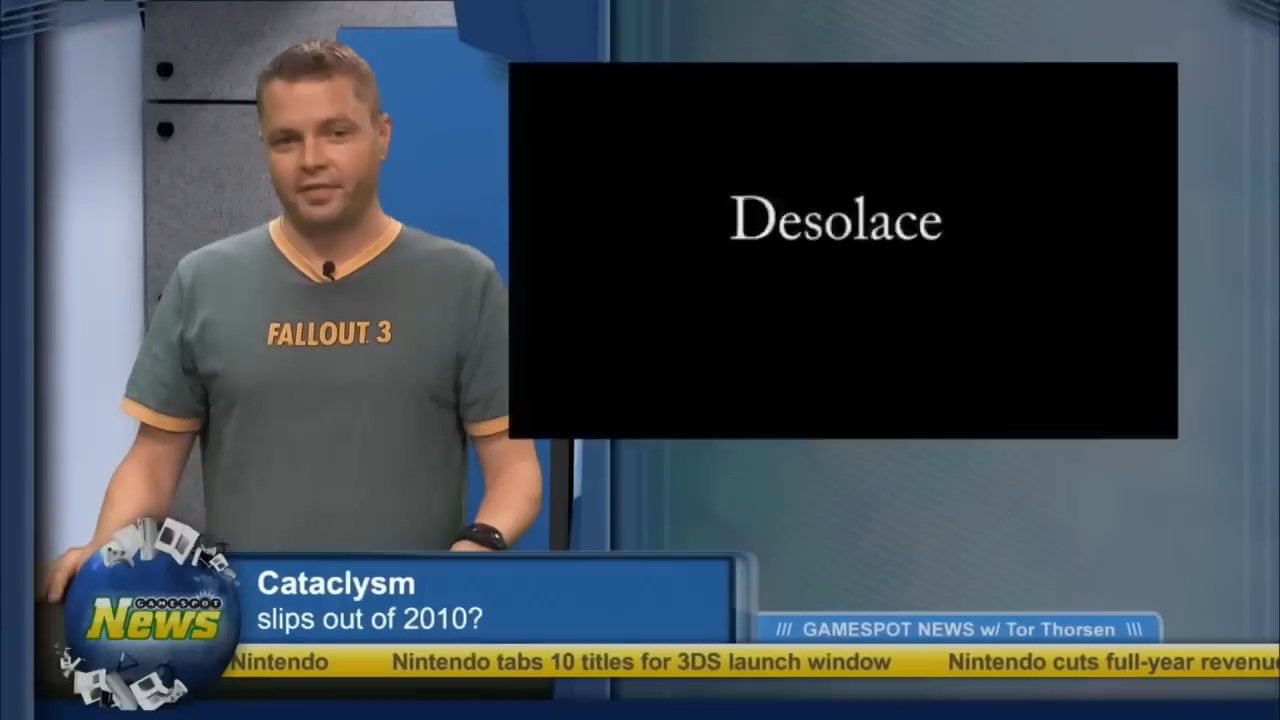 Desolace
FALLOUT 3
Cataclysm
slips out of 2010?
GAMESPOT
News
/// GAMESPOT NEWS w/ Tor Thorsen \\\
Nintendo Nintendo tabs 10 titles for 3DS launch window Nintendo cuts full-year revenu